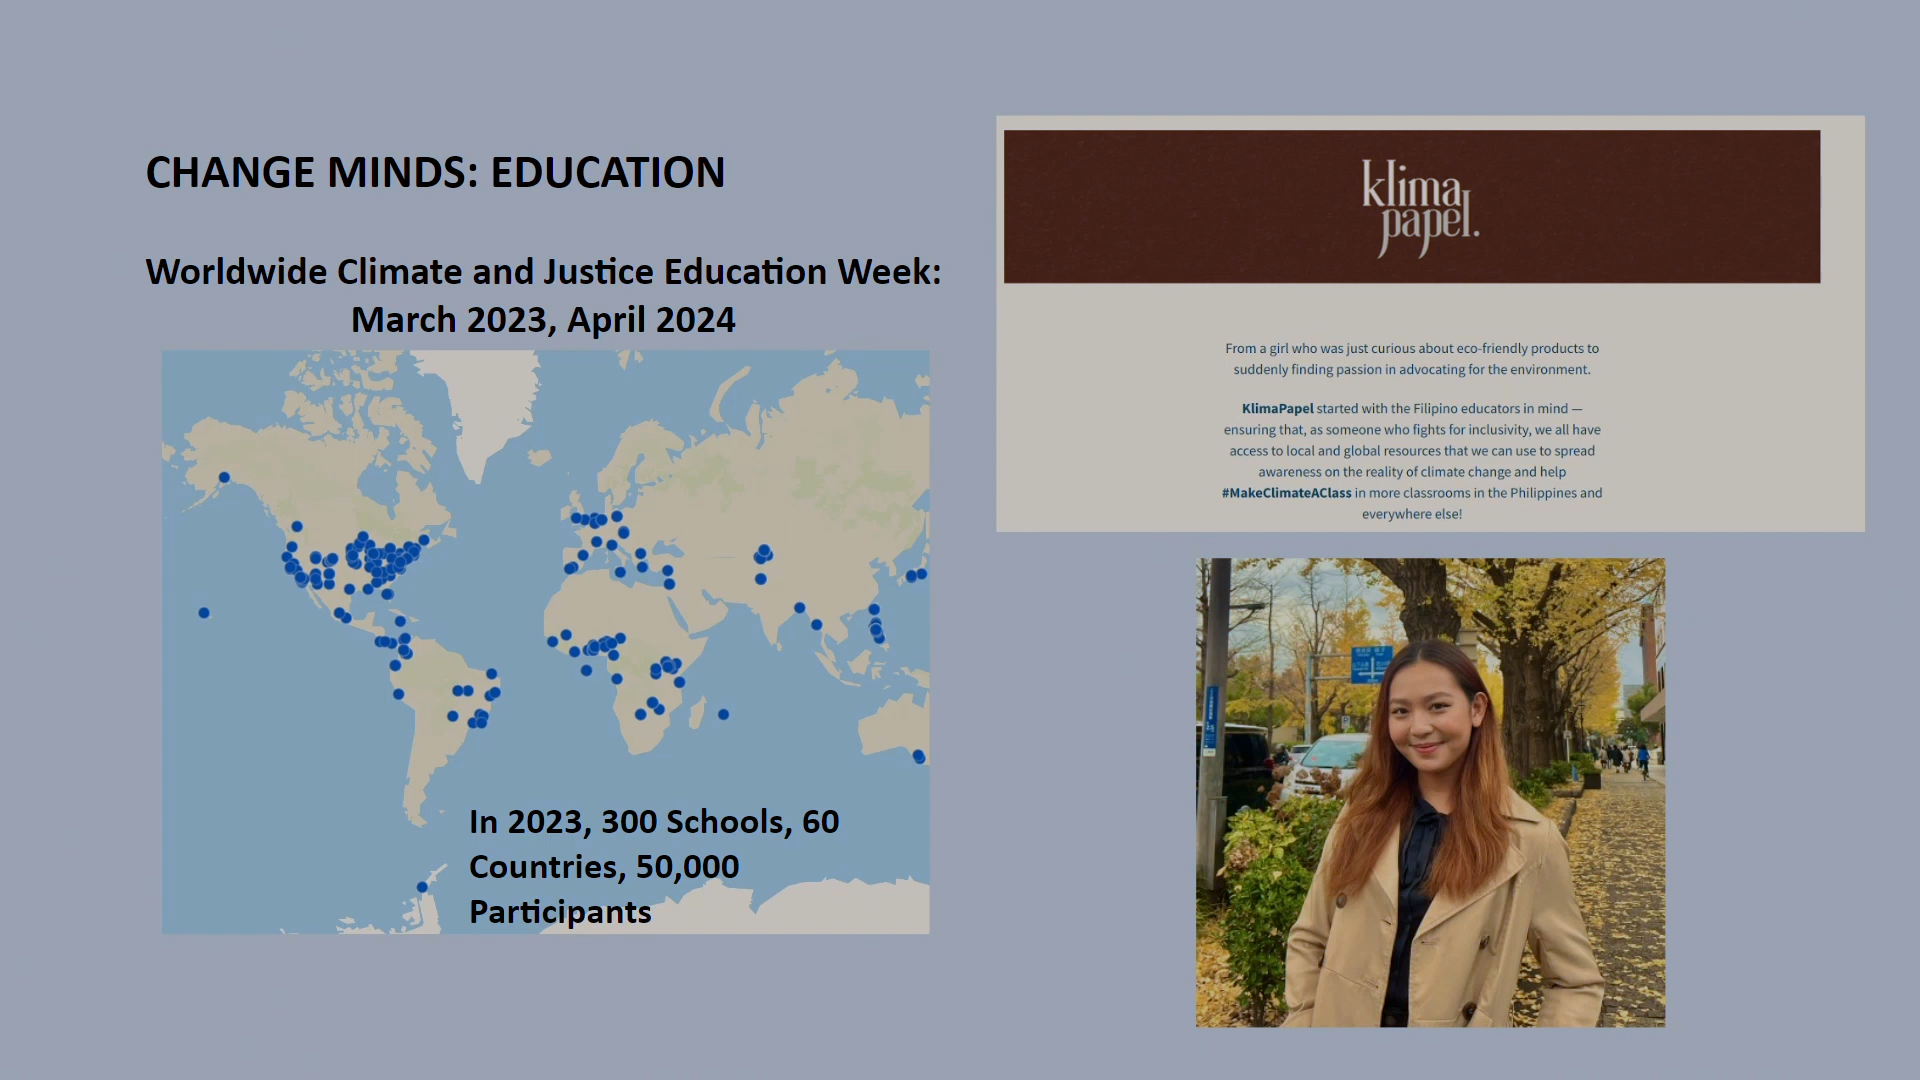 CHANGE MINDS: EDUCATION
Worldwide Climate and Justice Education Week:
March 2023, April 2024
In 2023, 300 Schools, 60
Countries, 50,000
Participants
klima
papel.
From a girl who was just curious about eco-friendly products to
suddenly finding passion in advocating for the environment.
KlimaPapel started with the Filipino educators in mind —
ensuring that, as someone who fights for inclusivity, we all have
access to local and global resources that we can use to spread
awareness on the reality of climate change and help
#MakeClimateAClass in more classrooms in the Philippines and
everywhere else!